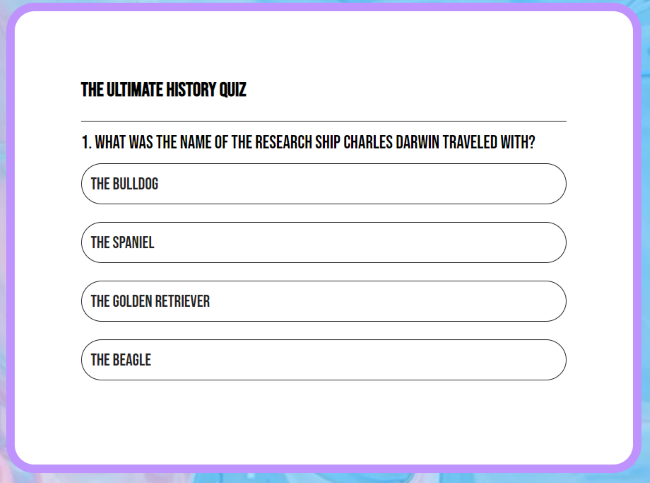 THE ULTIMATE HISTORY QUIZ
1. WHAT WAS THE NAME OF THE RESEARCH SHIP CHARLES DARWIN TRAVELED WITH?
THE BULLDOG
THE SPANIEL
THE GOLDEN RETRIEVER
THE BEAGLE